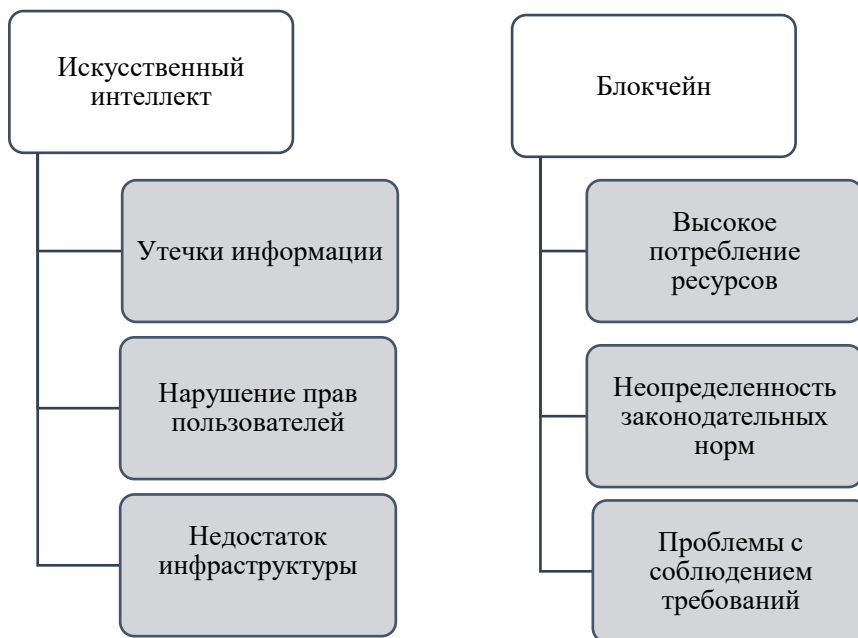 Искусственный
интеллект
Утечки информации
Нарушение прав
пользователей
Недостаток
инфраструктуры
Блокчейн
Высокое
потребление
ресурсов
Неопределенность
законодательных
норм
Проблемы с
соблюдением
требований